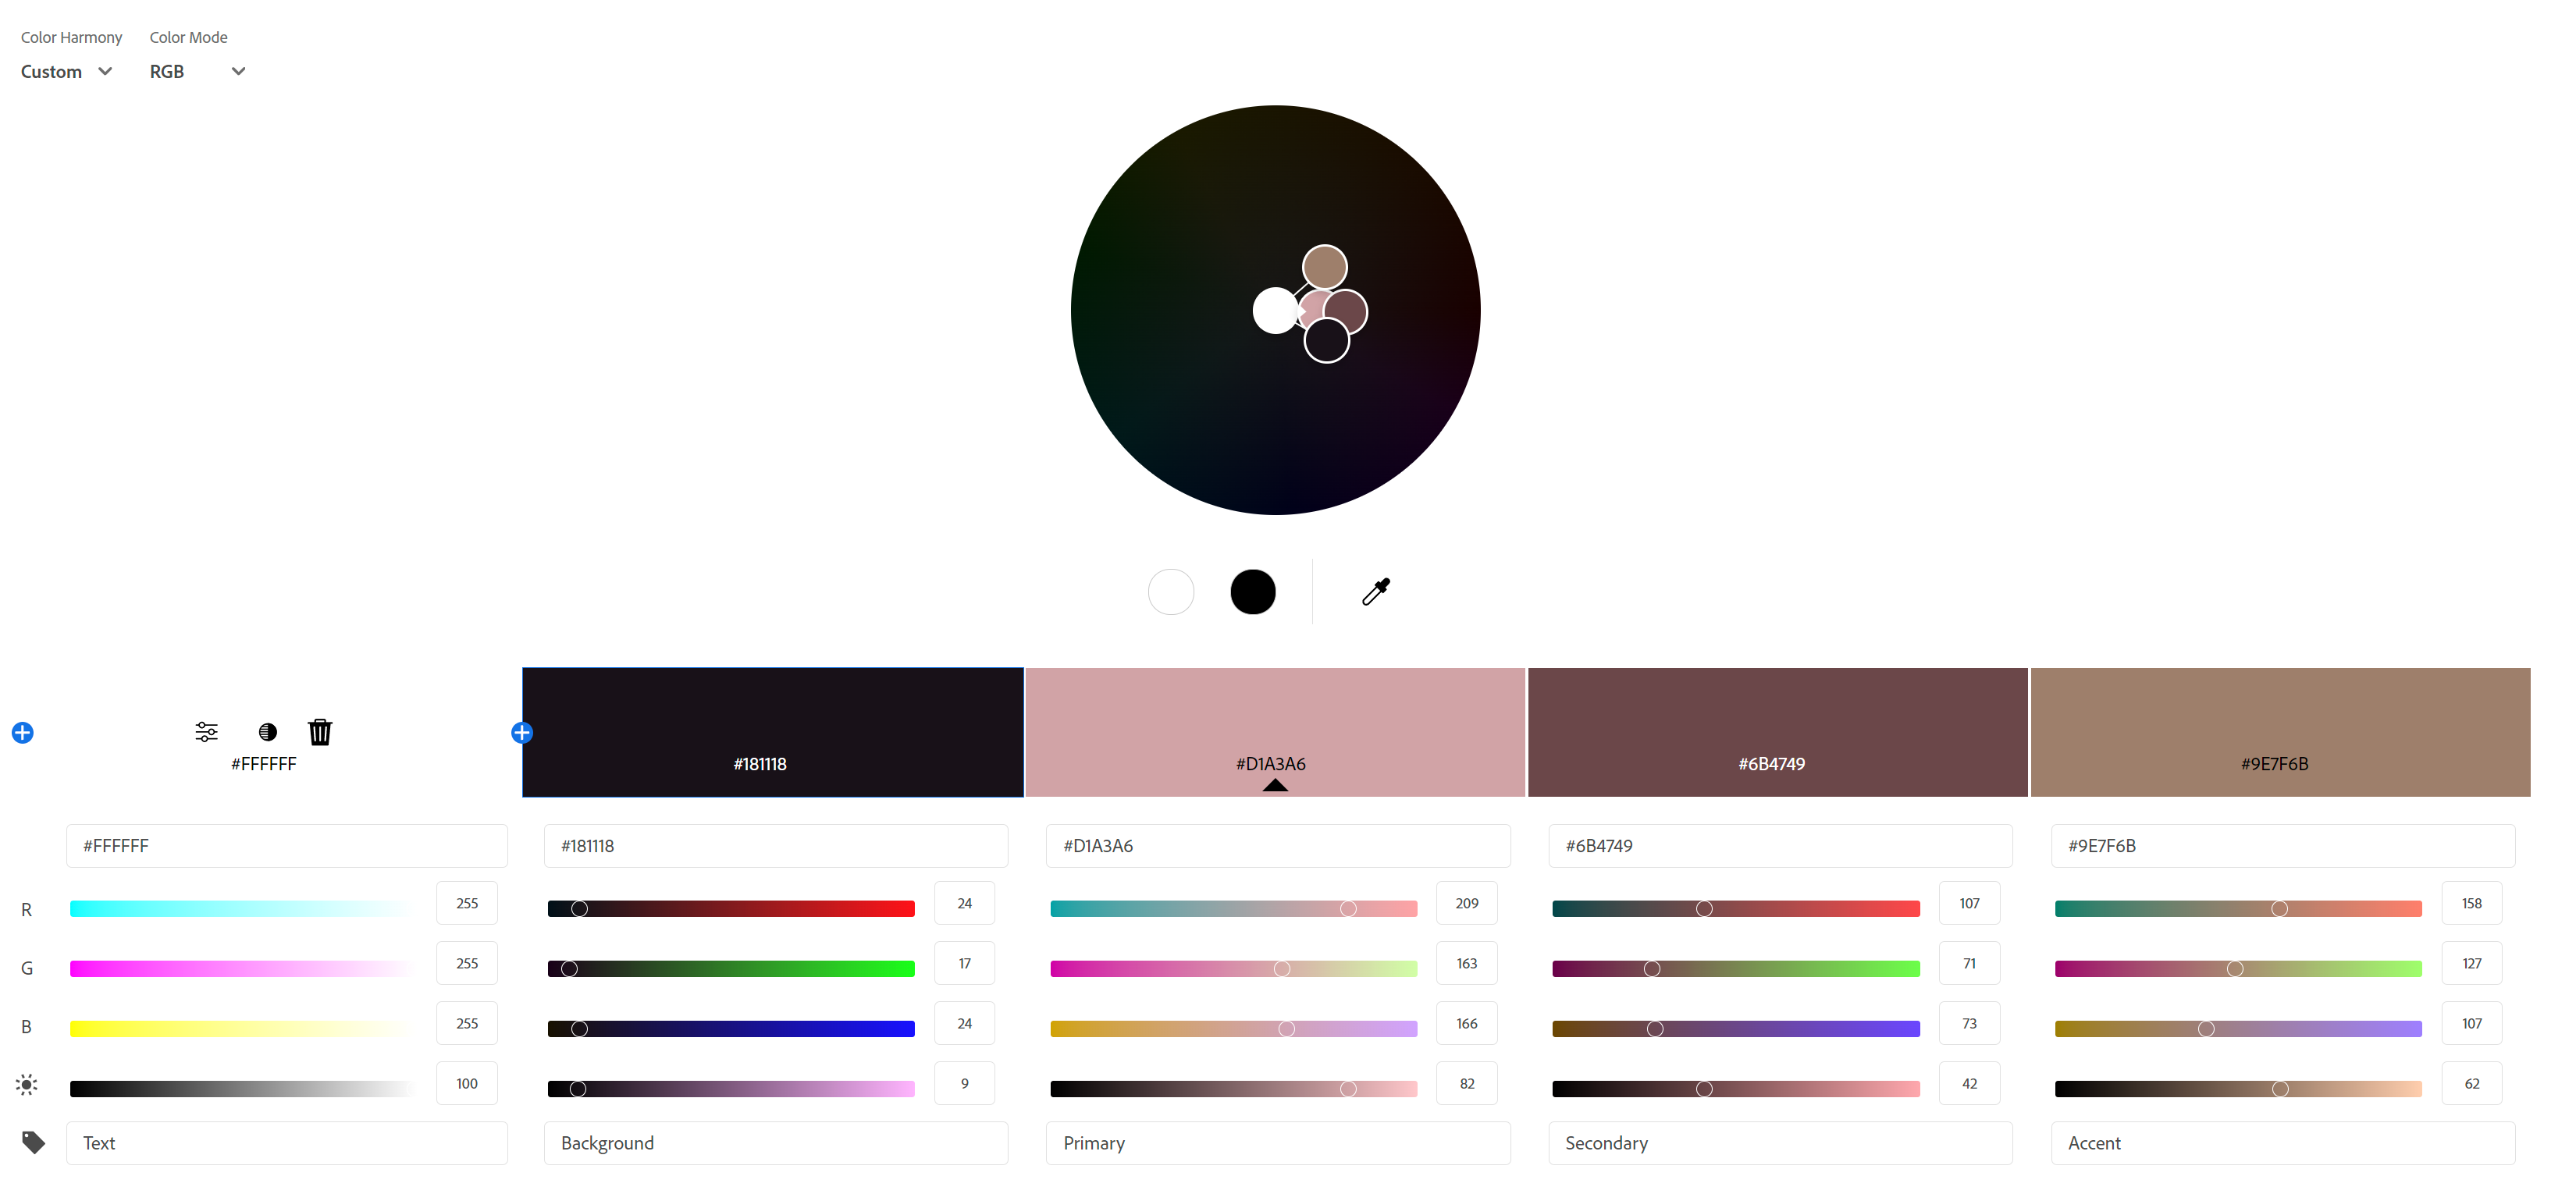 Color Harmony Color Mode
Custom RGB
#FFFFFF #181118 #D1A3A6 #6B4749 #9E7F6B
#FFFFFF #181118 #D1A3A6 #6B4749 #9E7F6B
R 255 24 209 107 158
G 255 17 163 71 127
B 255 24 166 73 107
100 9 82 42 62
Text Background Primary Secondary Accent